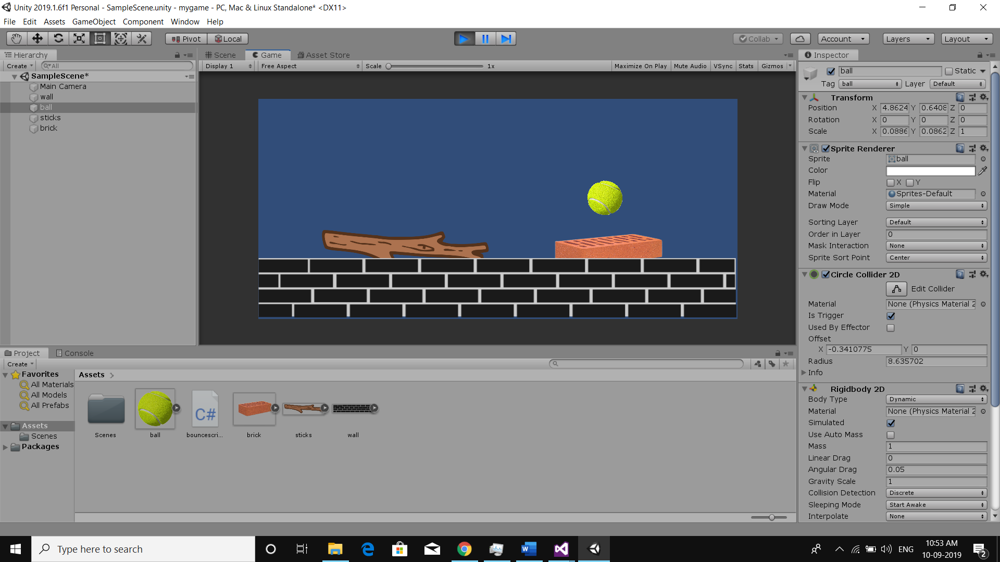 Unity 2019.1.6f1 Personal - SampleScene.unity - mygame - PC, Mac & Linux Standalone* <DX11>
File Edit Assets GameObject Component Window Help
Pivot Local Collab Account Layers Layout
Hierarchy
Create All
SampleScene*
Main Camera
wall
ball
sticks
brick
Scene Game Asset Store
Display 1 Free Aspect Scale 1x Maximize On Play Mute Audio VSync Stats Gizmos
Inspector
ball Static
Tag ball Layer Default
Transform
Position X 4.8624 Y 0.6408 Z 0
Rotation X 0 Y 0 Z 0
Scale X 0.0886 Y 0.0862 Z 1
Sprite Renderer
Sprite ball
Color
Flip X Y
Material Sprites-Default
Draw Mode Simple
Sorting Layer Default
Order in Layer 0
Mask Interaction None
Sprite Sort Point Center
Circle Collider 2D
Edit Collider
Material None (Physics Material 2
Is Trigger
Used By Effector
Offset
X -0.3410775 Y 0
Radius 8.635702
Info
Rigidbody 2D
Body Type Dynamic
Material None (Physics Material 2
Simulated
Use Auto Mass
Mass 1
Linear Drag 0
Angular Drag 0.05
Gravity Scale 1
Collision Detection Discrete
Sleeping Mode Start Awake
Interpolate None
Project Console
Create
Favorites
All Materials
All Models
All Prefabs
Assets
Scenes
Packages
Assets
C#
Scenes ball bouncescri... brick sticks wall
Type here to search
ENG
10:53 AM
10-09-2019
2